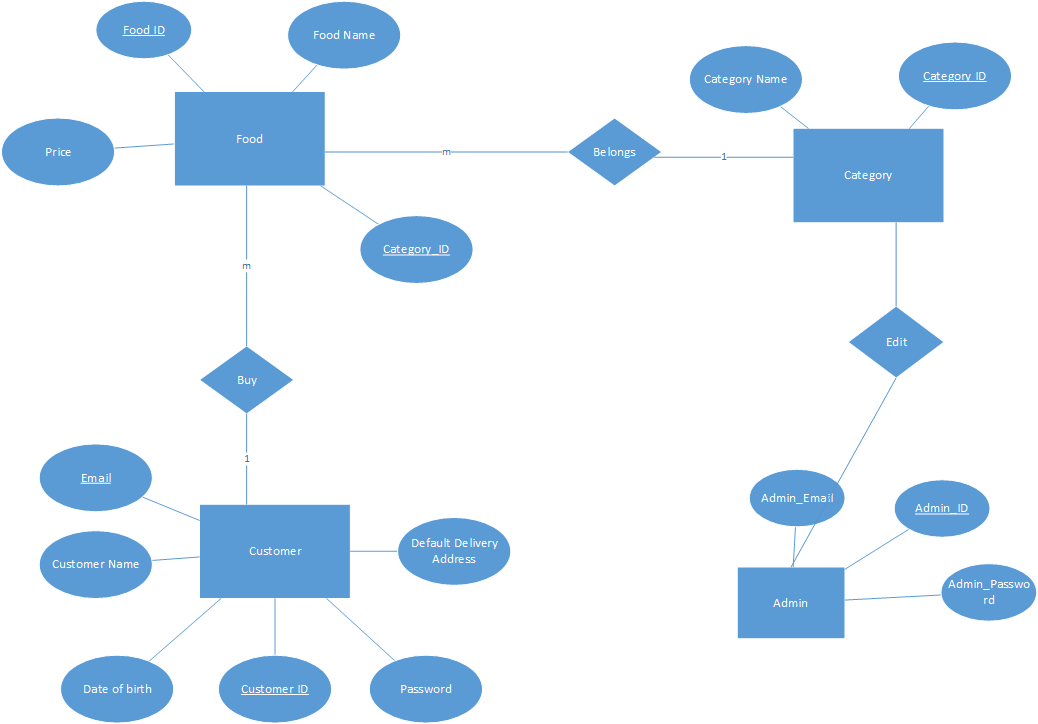 Food ID
Food Name
Category Name
Category ID
Food
Price
Belongs
m
1
Category
Category_ID
m
Edit
Buy
1
Email
Admin_Email
Admin_ID
Default Delivery
Address
Customer
Customer Name
Admin_Passwo
rd
Admin
Date of birth
Customer ID
Password